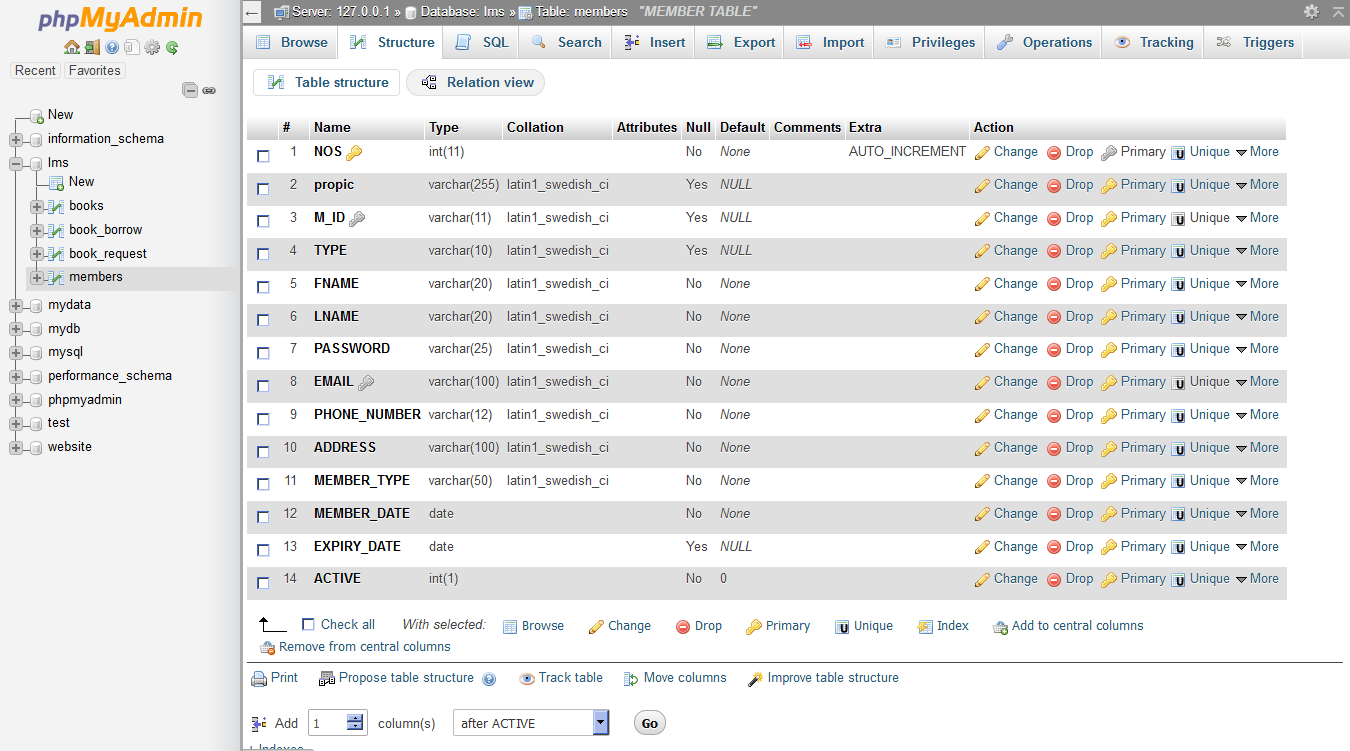 phpMyAdmin
Recent Favorites
New
information_schema
lms
New
books
book_borrow
book_request
members
mydata
mydb
mysql
performance_schema
phpmyadmin
test
website
Server: 127.0.0.1 » Database: lms » Table: members "MEMBER TABLE"
Browse Structure SQL Search Insert Export Import Privileges Operations Tracking Triggers
Table structure Relation view
# Name Type Collation Attributes Null Default Comments Extra Action
1 NOS int(11) No None AUTO_INCREMENT Change Drop Primary Unique More
2 propic varchar(255) latin1_swedish_ci Yes NULL Change Drop Primary Unique More
3 M_ID varchar(11) latin1_swedish_ci Yes NULL Change Drop Primary Unique More
4 TYPE varchar(10) latin1_swedish_ci Yes NULL Change Drop Primary Unique More
5 FNAME varchar(20) latin1_swedish_ci No None Change Drop Primary Unique More
6 LNAME varchar(20) latin1_swedish_ci No None Change Drop Primary Unique More
7 PASSWORD varchar(25) latin1_swedish_ci No None Change Drop Primary Unique More
8 EMAIL varchar(100) latin1_swedish_ci No None Change Drop Primary Unique More
9 PHONE_NUMBER varchar(12) latin1_swedish_ci No None Change Drop Primary Unique More
10 ADDRESS varchar(100) latin1_swedish_ci No None Change Drop Primary Unique More
11 MEMBER_TYPE varchar(50) latin1_swedish_ci No None Change Drop Primary Unique More
12 MEMBER_DATE date No None Change Drop Primary Unique More
13 EXPIRY_DATE date Yes NULL Change Drop Primary Unique More
14 ACTIVE int(1) No 0 Change Drop Primary Unique More
Check all With selected: Browse Change Drop Primary Unique Index Add to central columns
Remove from central columns
Print Propose table structure Track table Move columns Improve table structure
Add 1 column(s) after ACTIVE Go
+ Indexes